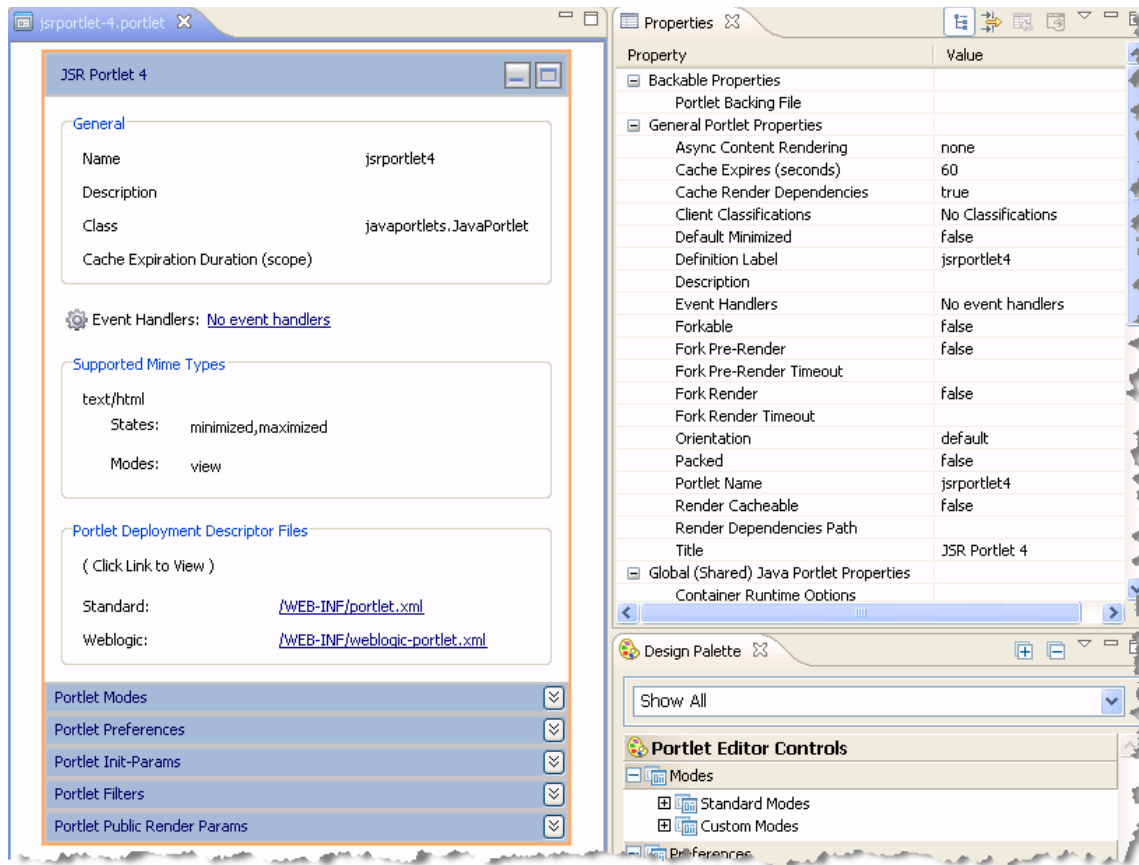 jsrportlet-4.portlet
JSR Portlet 4
General
Name jsrportlet4
Description
Class javaportlets.JavaPortlet
Cache Expiration Duration (scope)
Event Handlers: No event handlers
Supported Mime Types
text/html
States: minimized,maximized
Modes: view
Portlet Deployment Descriptor Files
( Click Link to View )
Standard: /WEB-INF/portlet.xml
Weblogic: /WEB-INF/weblogic-portlet.xml
Portlet Modes
Portlet Preferences
Portlet Init-Params
Portlet Filters
Portlet Public Render Params
Properties
Property Value
Backable Properties
Portlet Backing File
General Portlet Properties
Async Content Rendering none
Cache Expires (seconds) 60
Cache Render Dependencies true
Client Classifications No Classifications
Default Minimized false
Definition Label jsrportlet4
Description
Event Handlers No event handlers
Forkable false
Fork Pre-Render false
Fork Pre-Render Timeout
Fork Render false
Fork Render Timeout
Orientation default
Packed false
Portlet Name jsrportlet4
Render Cacheable false
Render Dependencies Path
Title JSR Portlet 4
Global (Shared) Java Portlet Properties
Container Runtime Options
Design Palette
Show All
Portlet Editor Controls
Modes
Standard Modes
Custom Modes
Preferences